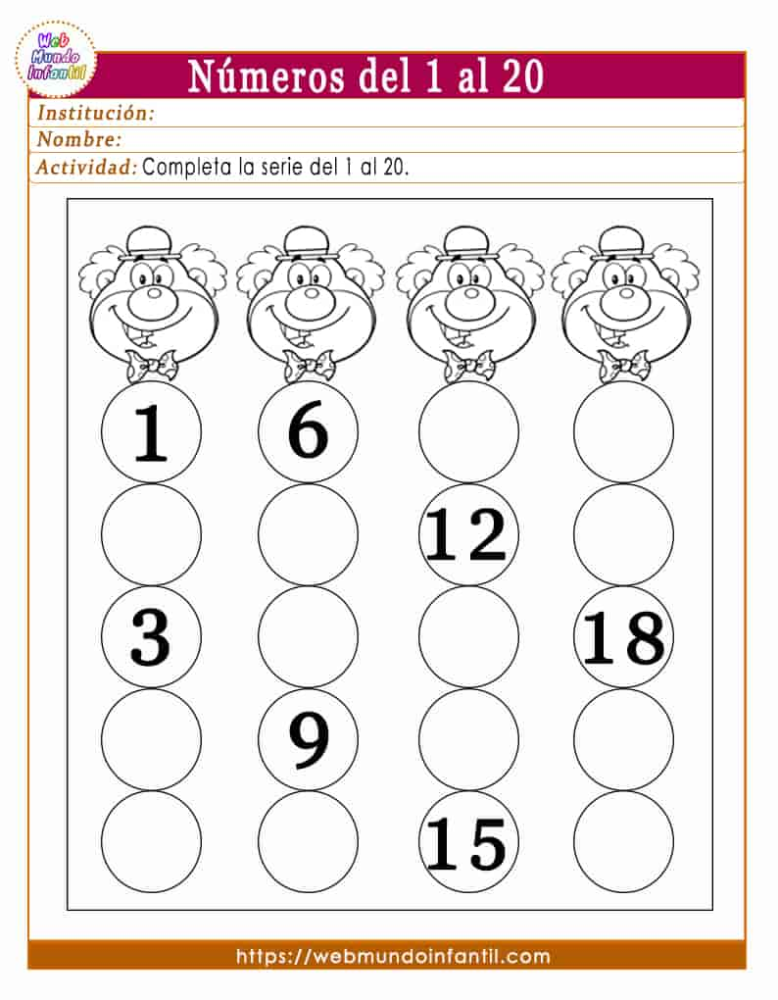 Web
Mundo
Infantil
Números del 1 al 20
Institución:
Nombre:
Actividad: Completa la serie del 1 al 20.
1 6
12
3 18
9
15
https://webmundoinfantil.com